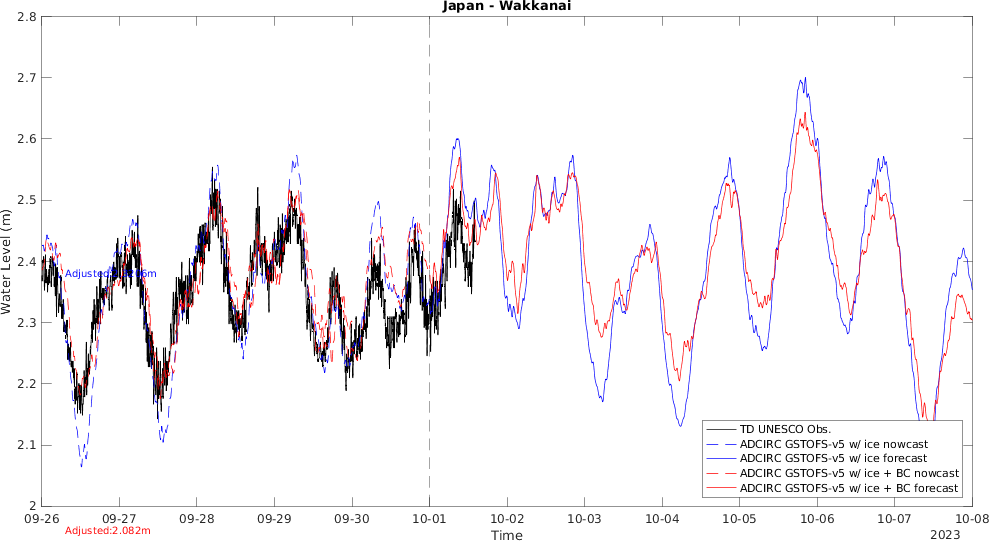 Japan - Wakkanai
Water Level (m)
2.8
2.7
2.6
2.5
2.4
2.3
2.2
2.1
2
Adjusted:
Adjusted:2.082m
TD UNESCO Obs.
ADCIRC GSTOFS-v5 w/ ice nowcast
ADCIRC GSTOFS-v5 w/ ice forecast
ADCIRC GSTOFS-v5 w/ ice + BC nowcast
ADCIRC GSTOFS-v5 w/ ice + BC forecast
09-26 09-27 09-28 09-29 09-30 10-01 10-02 10-03 10-04 10-05 10-06 10-07 10-08
Time
2023